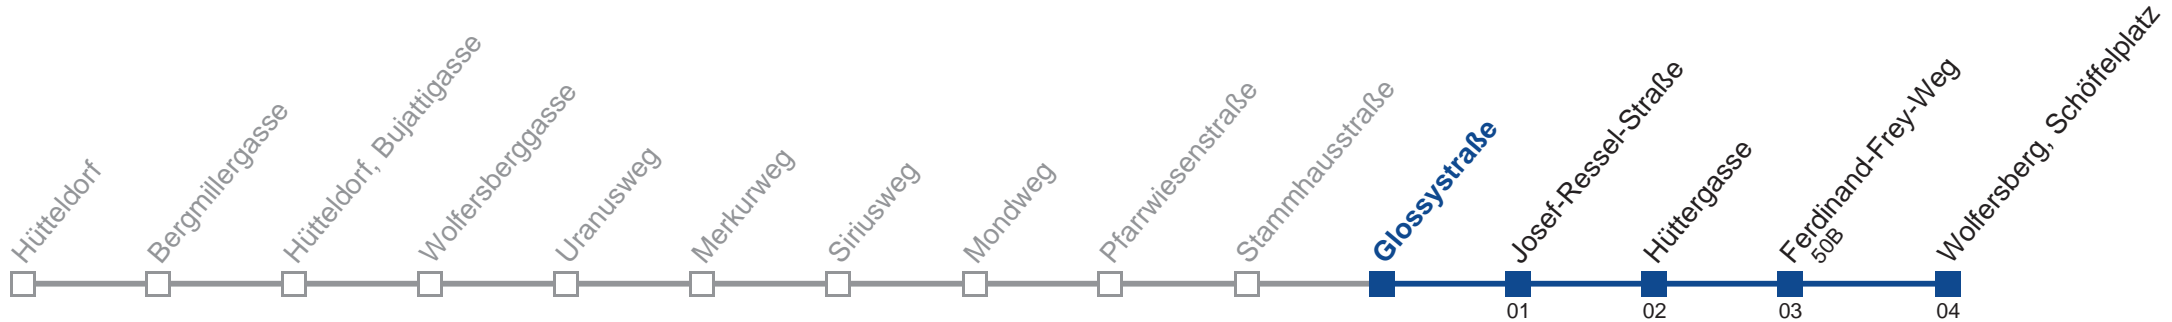 Hütteldorf
Bergmillergasse
Hütteldorf, Bujattigasse
Wolfersberggasse
Uranusweg
Merkurweg
Siriusweg
Mondweg
Pfarrwiesenstraße
Stammhausstraße
Glossystraße
Josef-Ressel-Straße
Hüttergasse
Ferdinand-Frey-Weg
50B
Wolfersberg, Schöffelplatz
01
02
03
04